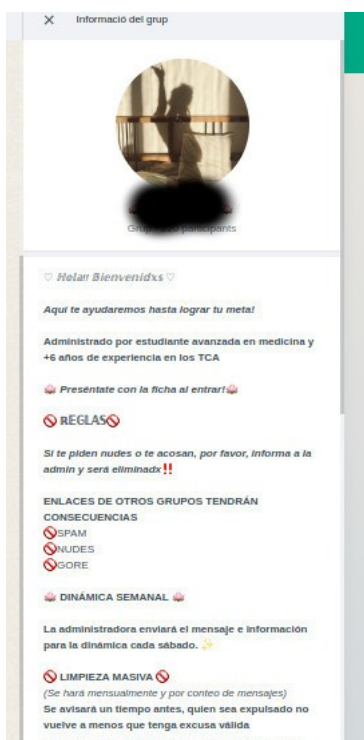 Informació del grup
participants
♡ Hola!! Bienvenidxs ♡
Aquí te ayudaremos hasta lograr tu meta!
Administrado por estudiante avanzada en medicina y
+6 años de experiencia en los TCA
🪷 Preséntate con la ficha al entrar!🪷
🚫 REGLAS🚫
Si te piden nudes o te acosan, por favor, informa a la
admin y será eliminadx‼️
ENLACES DE OTROS GRUPOS TENDRÁN
CONSECUENCIAS
🚫SPAM
🚫NUDES
🚫GORE
🪷 DINÁMICA SEMANAL 🪷
La administradora enviará el mensaje e información
para la dinámica cada sábado. ✨
🚫 LIMPIEZA MASIVA 🚫
(Se hará mensualmente y por conteo de mensajes)
Se avisará un tiempo antes, quien sea expulsado no
vuelve a menos que tenga excusa válida